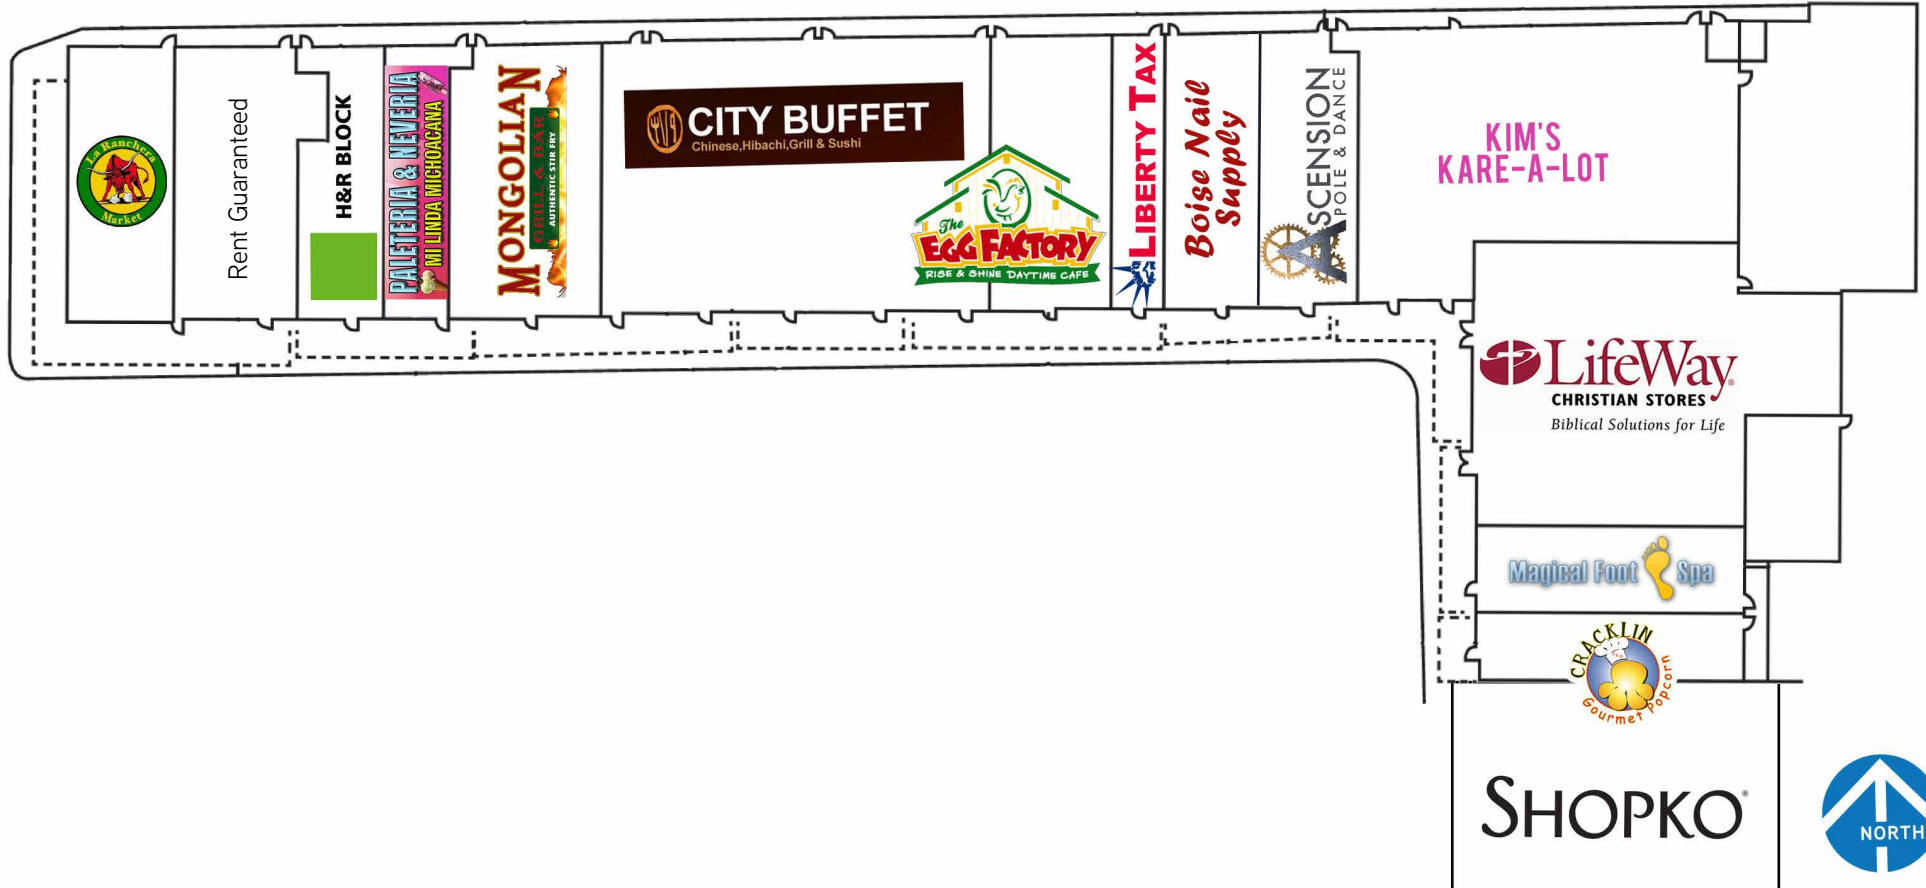 La Ranchera
Market
Rent Guaranteed
H&R BLOCK
PALETERIA & NEVERIA
MI LINDA MICHOACANA
MONGOLIAN
GRILL & BAR
AUTHENTIC STIR FRY
CITY BUFFET
Chinese,Hibachi,Grill & Sushi
The
EGG FACTORY
RISE & SHINE DAYTIME CAFE
LIBERTY TAX
Boise Nail
Supply
ASCENSION
POLE & DANCE
KIM'S
KARE-A-LOT
LifeWay®
CHRISTIAN STORES
Biblical Solutions for Life
Magical Foot Spa
CRACKLIN
Gourmet Popcorn
SHOPKO®
NORTH